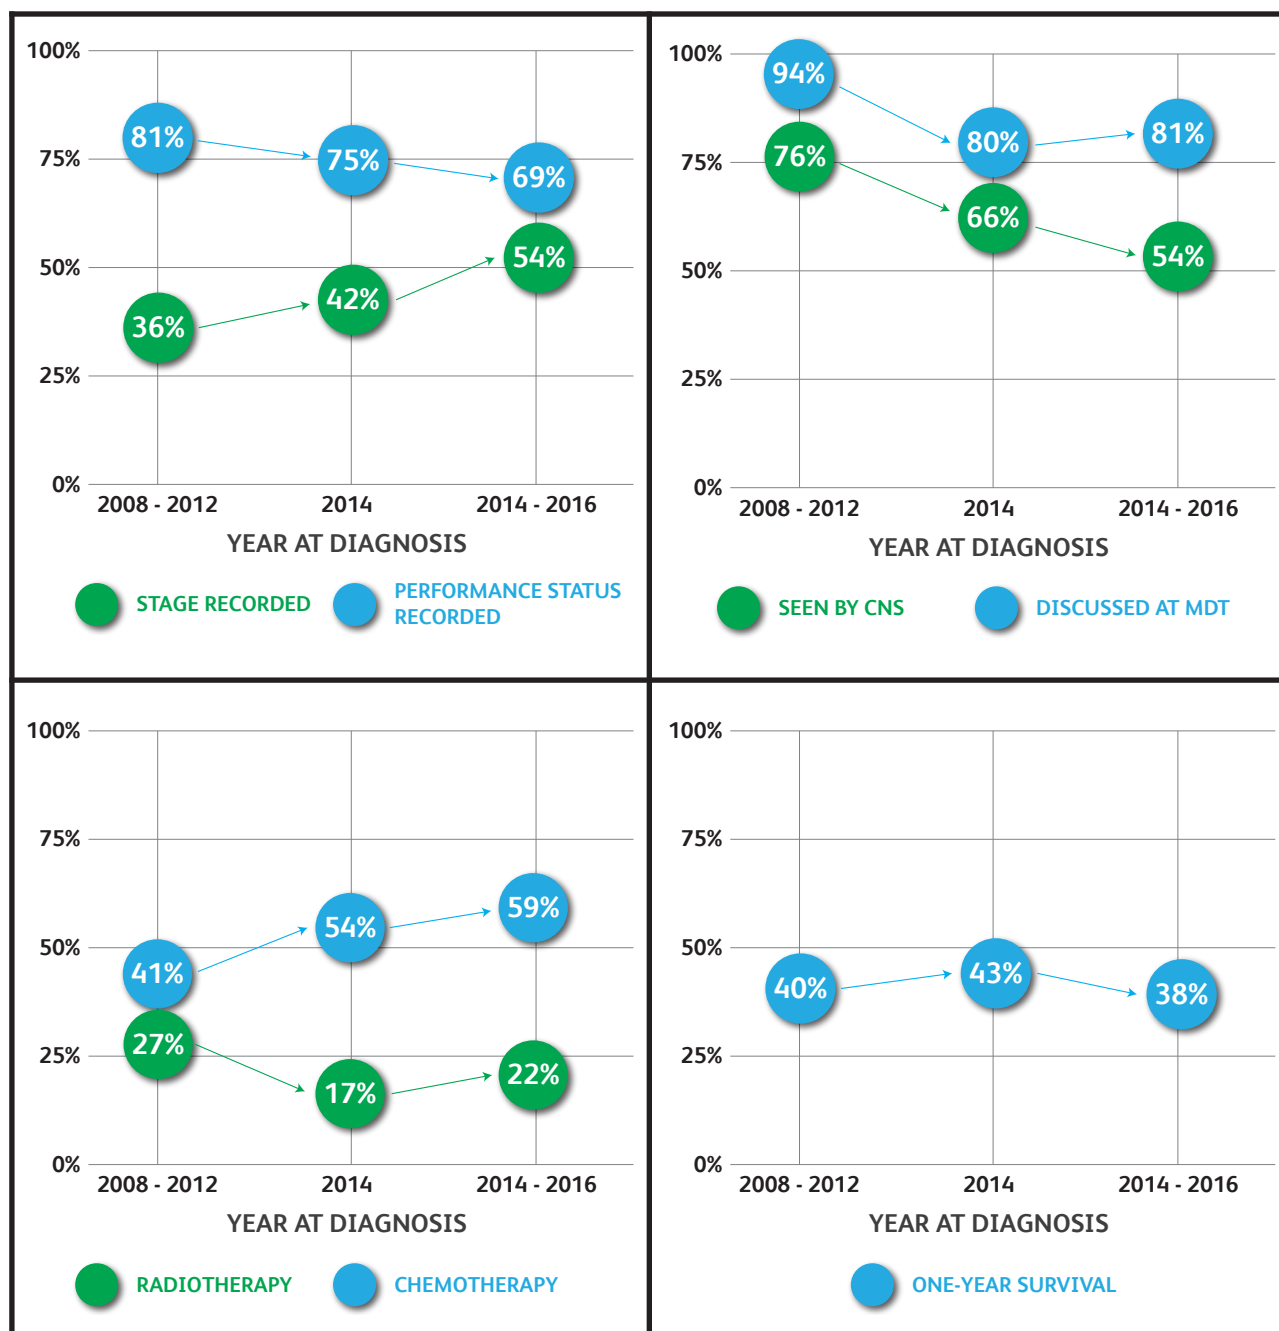 100%
81%
75%
75%
69%
54%
50%
42%
36%
25%
0%
2008 - 2012 2014 2014 - 2016
YEAR AT DIAGNOSIS
STAGE RECORDED
PERFORMANCE STATUS
RECORDED
100%
94%
80%
81%
76%
75%
66%
54%
50%
25%
0%
2008 - 2012 2014 2014 - 2016
YEAR AT DIAGNOSIS
SEEN BY CNS
DISCUSSED AT MDT
100%
75%
59%
54%
50%
41%
27%
25%
22%
17%
0%
2008 - 2012 2014 2014 - 2016
YEAR AT DIAGNOSIS
RADIOTHERAPY
CHEMOTHERAPY
100%
75%
50%
43%
40%
38%
25%
0%
2008 - 2012 2014 2014 - 2016
YEAR AT DIAGNOSIS
ONE-YEAR SURVIVAL